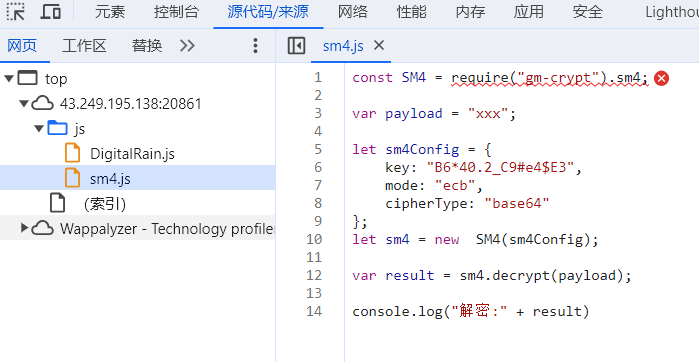 元素 控制台 源代码/来源 网络 性能 内存 应用 安全 Lighthou
网页 工作区 替换 >> sm4.js ×
top
43.249.195.138:20861
js
DigitalRain.js
sm4.js
(索引)
Wappalyzer - Technology profile
1 const SM4 = require("gm-crypt").sm4;
2
3 var payload = "xxx";
4
5 let sm4Config = {
6 key: "B6*40.2_C9#e4$E3",
7 mode: "ecb",
8 cipherType: "base64"
9 };
10 let sm4 = new  SM4(sm4Config);
11
12 var result = sm4.decrypt(payload);
13
14 console.log("解密:" + result)